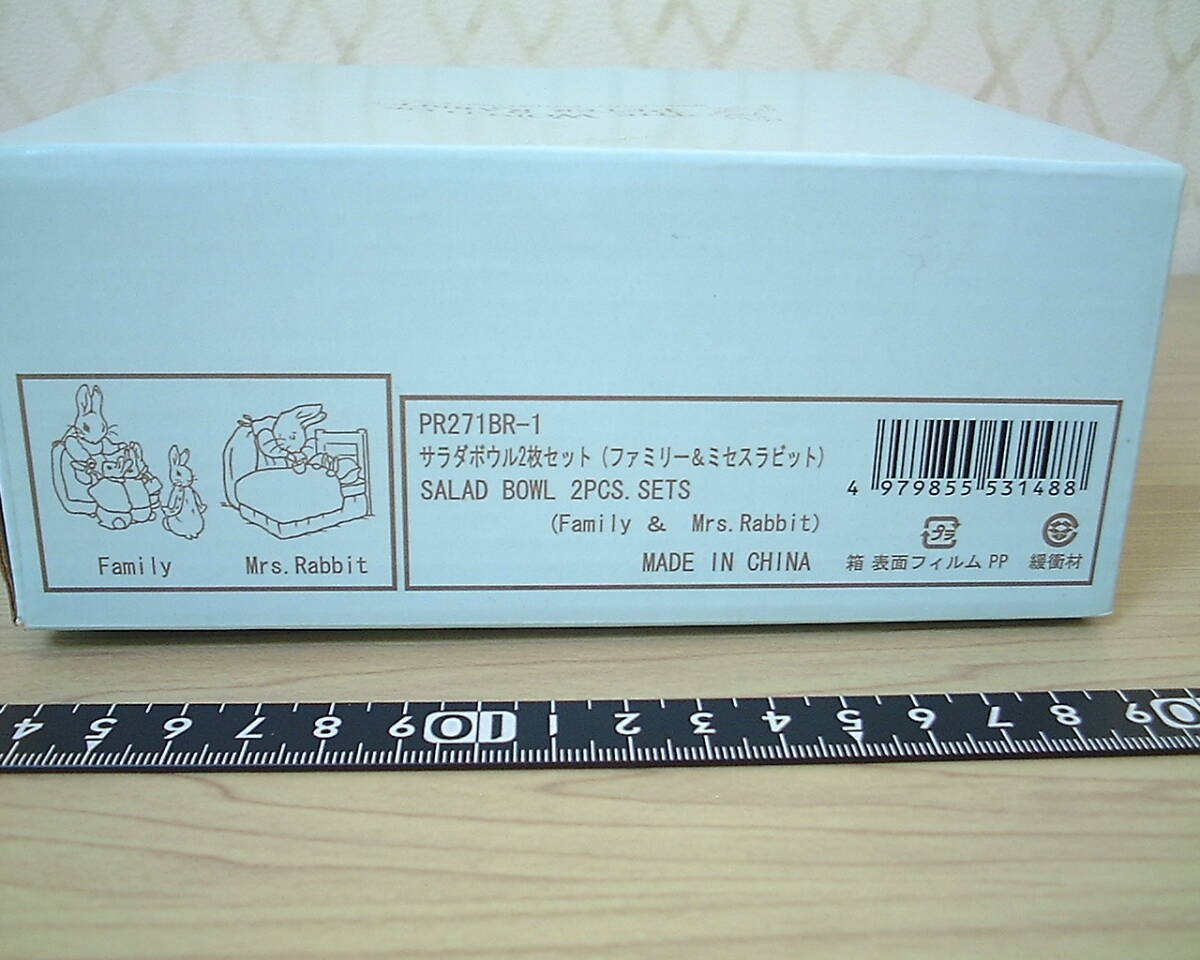 Family
Mrs.Rabbit
PR271BR-1
サラダボウル2枚セット(ファミリー&ミセスラビット)
SALAD BOWL 2PCS.SETS
(Family & Mrs.Rabbit)
MADE IN CHINA
4 979855 531488
プラ
箱 表面フィルム PP 緩衝材
4 5 6 7 8 9 10 1 2 3 4 5 6 7 8 9